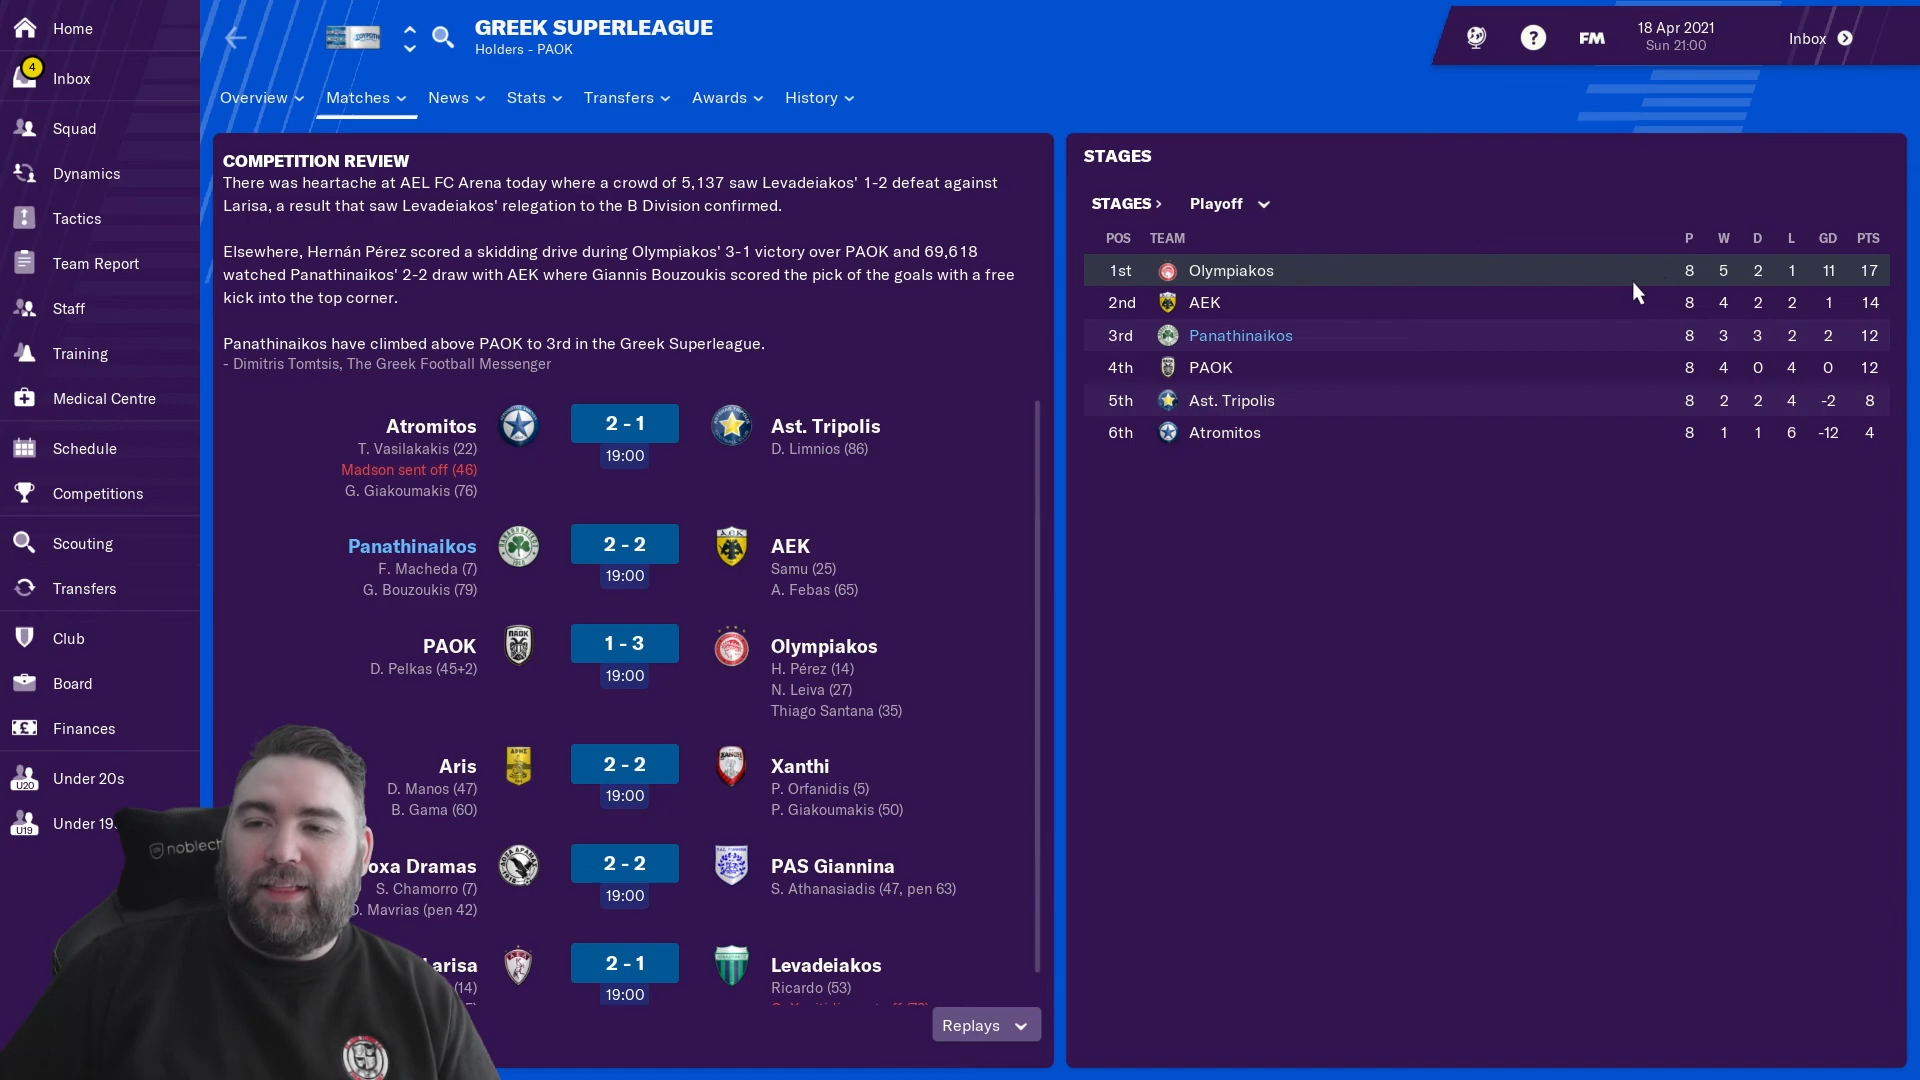 Home
4
Inbox
Squad
Dynamics
Tactics
Team Report
Staff
Training
Medical Centre
Schedule
Competitions
Scouting
Transfers
Club
Board
Finances
U20
Under 20s
U19
Under 19
GREEK SUPERLEAGUE
Holders - PAOK
?
FM
18 Apr 2021
Sun 21:00
Inbox
Overview
Matches
News
Stats
Transfers
Awards
History
COMPETITION REVIEW
There was heartache at AEL FC Arena today where a crowd of 5,137 saw Levadeiakos' 1-2 defeat against
Larisa, a result that saw Levadeiakos' relegation to the B Division confirmed.
Elsewhere, Hernán Pérez scored a skidding drive during Olympiakos' 3-1 victory over PAOK and 69,618
watched Panathinaikos' 2-2 draw with AEK where Giannis Bouzoukis scored the pick of the goals with a free
kick into the top corner.
Panathinaikos have climbed above PAOK to 3rd in the Greek Superleague.
- Dimitris Tomtsis, The Greek Football Messenger
Atromitos 2 - 1 Ast. Tripolis
T. Vasilakakis (22) 19:00 D. Limnios (86)
Madson sent off (46)
G. Giakoumakis (76)
Panathinaikos 2 - 2 AEK
F. Macheda (7) 19:00 Samu (25)
G. Bouzoukis (79) A. Febas (65)
PAOK 1 - 3 Olympiakos
D. Pelkas (45+2) 19:00 H. Pérez (14)
N. Leiva (27)
Thiago Santana (35)
Aris 2 - 2 Xanthi
D. Manos (47) 19:00 P. Orfanidis (5)
B. Gama (60) P. Giakoumakis (50)
oxa Dramas 2 - 2 PAS Giannina
S. Chamorro (7) 19:00 S. Athanasiadis (47, pen 63)
D. Mavrias (pen 42)
arisa 2 - 1 Levadeiakos
(14) 19:00 Ricardo (53)
Replays
STAGES
STAGES › Playoff
POS TEAM P W D L GD PTS
1st Olympiakos 8 5 2 1 11 17
2nd AEK 8 4 2 2 1 14
3rd Panathinaikos 8 3 3 2 2 12
4th PAOK 8 4 0 4 0 12
5th Ast. Tripolis 8 2 2 4 -2 8
6th Atromitos 8 1 1 6 -12 4
noblech